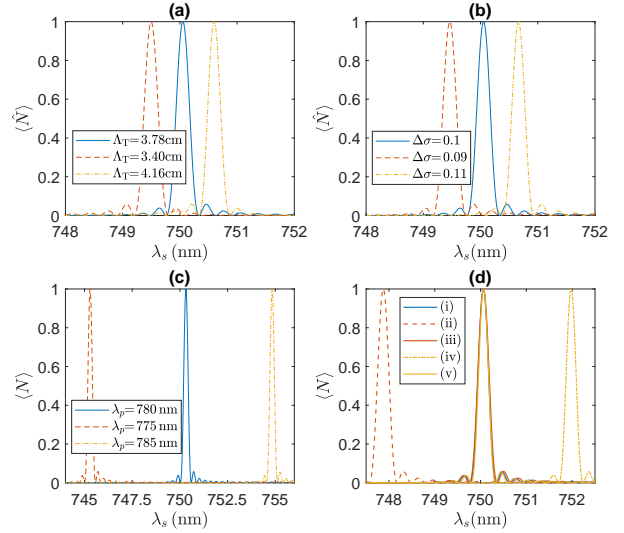 (a)
⟨N̂⟩
1
0.8
0.6
0.4
0.2
0
Λ_T=3.78cm
Λ_T=3.40cm
Λ_T=4.16cm
748 749 750 751 752
λ_s (nm)
(b)
⟨N̂⟩
1
0.8
0.6
0.4
0.2
0
Δσ=0.1
Δσ=0.09
Δσ=0.11
748 749 750 751 752
λ_s (nm)
(c)
⟨N̂⟩
1
0.8
0.6
0.4
0.2
0
λ_p=780 nm
λ_p=775 nm
λ_p=785 nm
745 747.5 750 752.5 755
λ_s (nm)
(d)
⟨N̂⟩
1
0.8
0.6
0.4
0.2
0
(i)
(ii)
(iii)
(iv)
(v)
748 749 750 751 752
λ_s (nm)